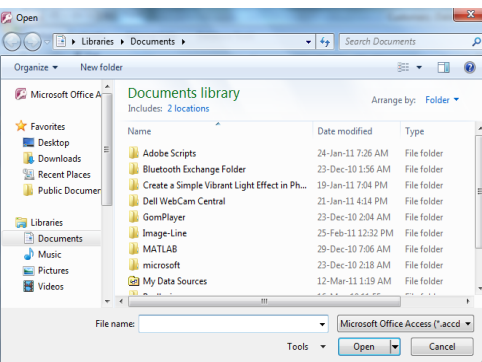 Open
Libraries ▸ Documents ▸
Search Documents
Organize ▼ New folder
Microsoft Office A
Favorites
Desktop
Downloads
Recent Places
Public Documen
Libraries
Documents
Music
Pictures
Videos
Documents library
Includes: 2 locations
Arrange by: Folder ▼
Name Date modified Type
Adobe Scripts 24-Jan-11 7:26 AM File folder
Bluetooth Exchange Folder 23-Dec-10 1:56 AM File folder
Create a Simple Vibrant Light Effect in Ph... 19-Jan-11 7:04 PM File folder
Dell WebCam Central 21-Jan-11 4:14 PM File folder
GomPlayer 23-Dec-10 2:04 AM File folder
Image-Line 25-Feb-11 12:32 PM File folder
MATLAB 29-Dec-10 7:06 AM File folder
microsoft 23-Dec-10 2:18 AM File folder
My Data Sources 12-Mar-11 1:19 AM File folder
File name:
Microsoft Office Access (*.accd
Tools ▼ Open Cancel